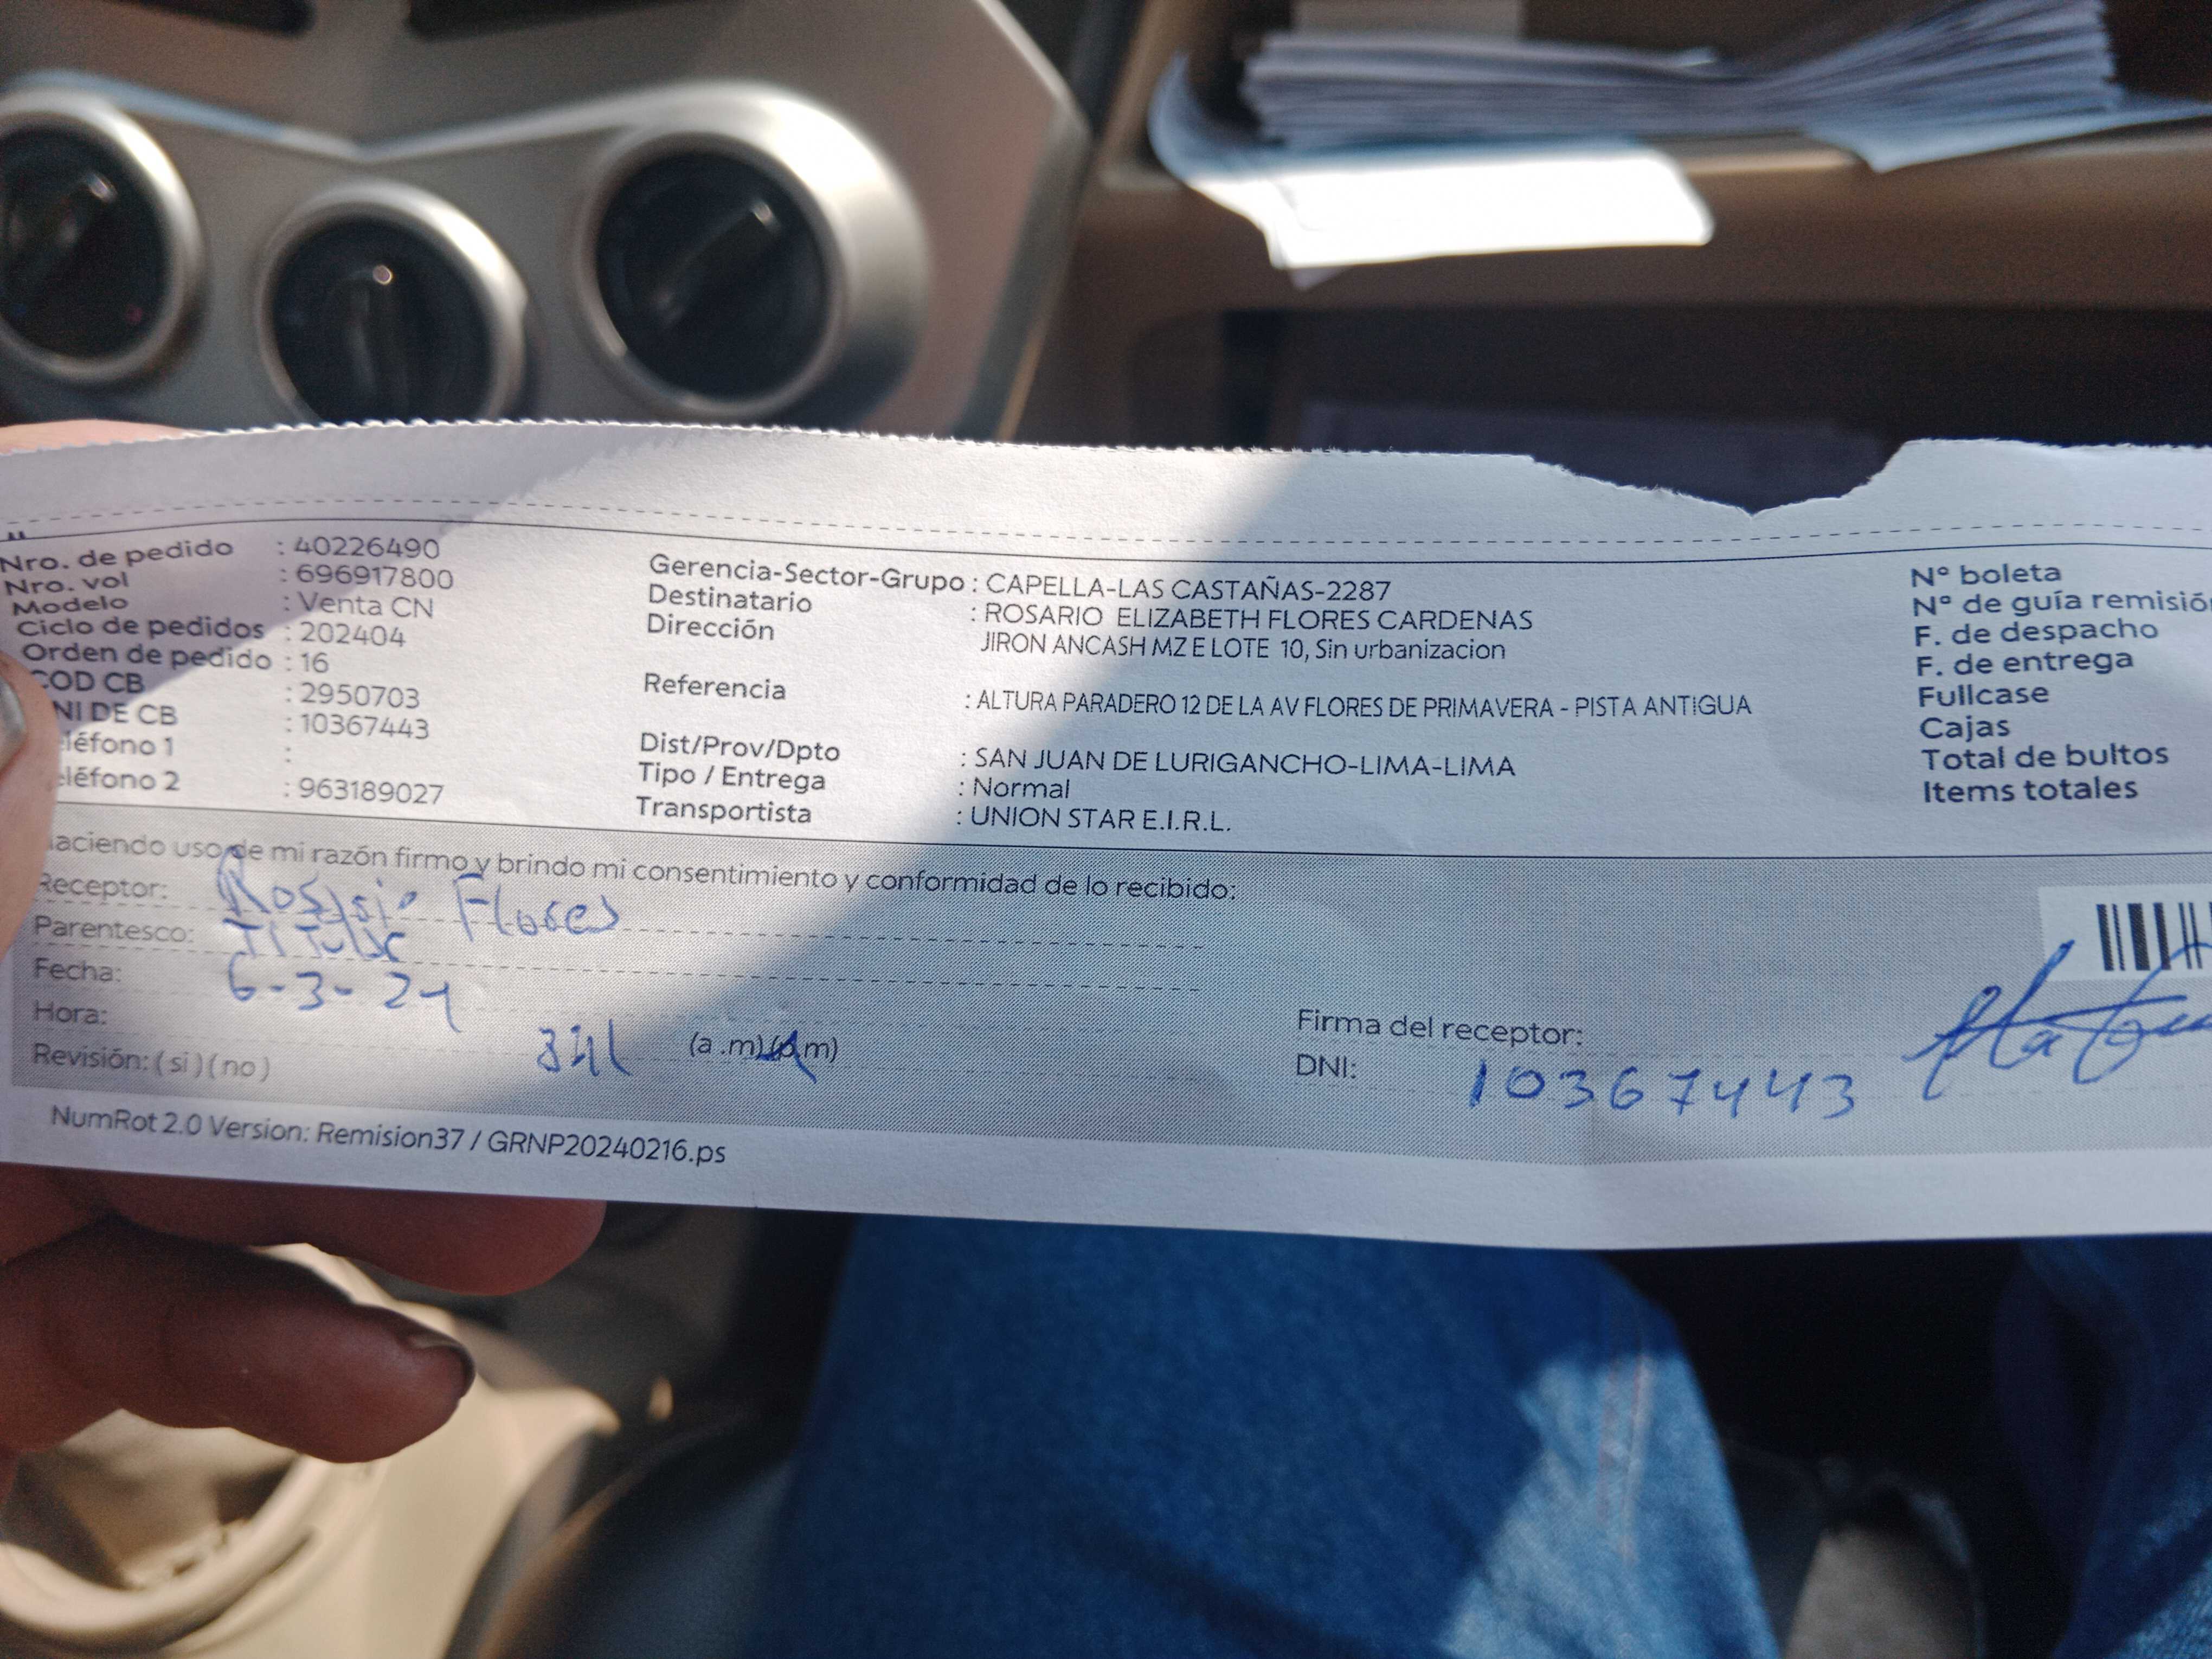 Nro. de pedido : 40226490
Nro. vol : 696917800
Modelo : Venta CN
Ciclo de pedidos : 202404
Orden de pedido : 16
COD CB : 2950703
NI DE CB : 10367443
eléfono 1 :
eléfono 2 : 963189027
Gerencia-Sector-Grupo : CAPELLA-LAS CASTAÑAS-2287
Destinatario : ROSARIO ELIZABETH FLORES CARDENAS
Dirección JIRON ANCASH MZ E LOTE 10, Sin urbanizacion
Referencia : ALTURA PARADERO 12 DE LA AV FLORES DE PRIMAVERA - PISTA ANTIGUA
Dist/Prov/Dpto : SAN JUAN DE LURIGANCHO-LIMA-LIMA
Tipo / Entrega : Normal
Transportista : UNION STAR E.I.R.L.
N° boleta
N° de guía remisió
F. de despacho
F. de entrega
Fullcase
Cajas
Total de bultos
Items totales
aciendo uso de mi razón firmo y brindo mi consentimiento y conformidad de lo recibido:
Receptor: Rosario Flores
Parentesco: Titular
Fecha: 6-3-24
Hora: (a .m)(p.m)
Revisión: ( si ) ( no )
Firma del receptor:
DNI: 10367443
NumRot 2.0 Version: Remision37 / GRNP20240216.ps